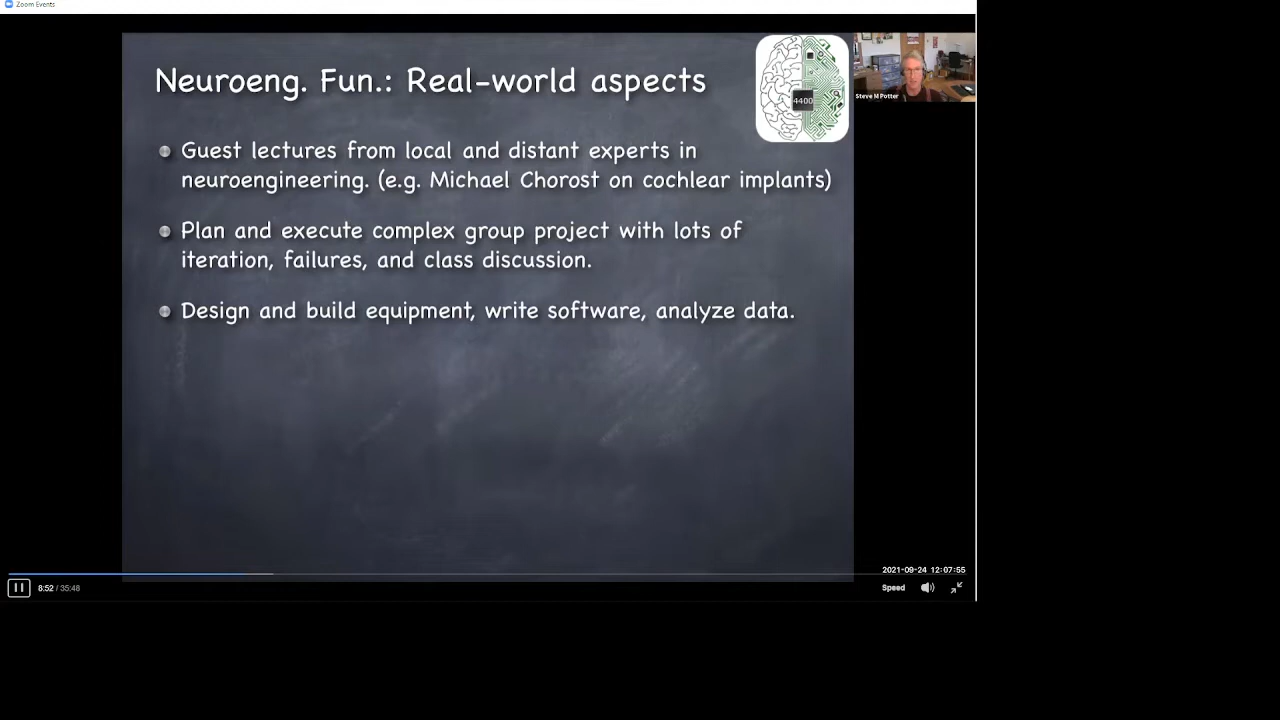 Zoom Events
Neuroeng. Fun.: Real-world aspects
4400
Steve M Potter
Guest lectures from local and distant experts in
neuroengineering. (e.g. Michael Chorost on cochlear implants)
Plan and execute complex group project with lots of
iteration, failures, and class discussion.
Design and build equipment, write software, analyze data.
2021-09-24 12:07:55
8:52 / 35:48
Speed